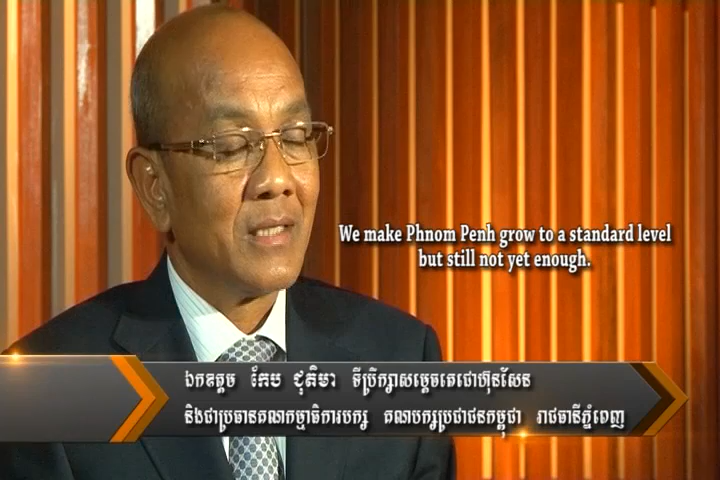 We make Phnom Penh grow to a standard level
but still not yet enough.
ឯកឧត្តម កែប ជុតិមា ទីប្រឹក្សាសម្តេចតេជោហ៊ុនសែន
និងជាប្រធានគណកម្មាធិការបក្ស គណបក្សប្រជាជនកម្ពុជា រាជធានីភ្នំពេញ